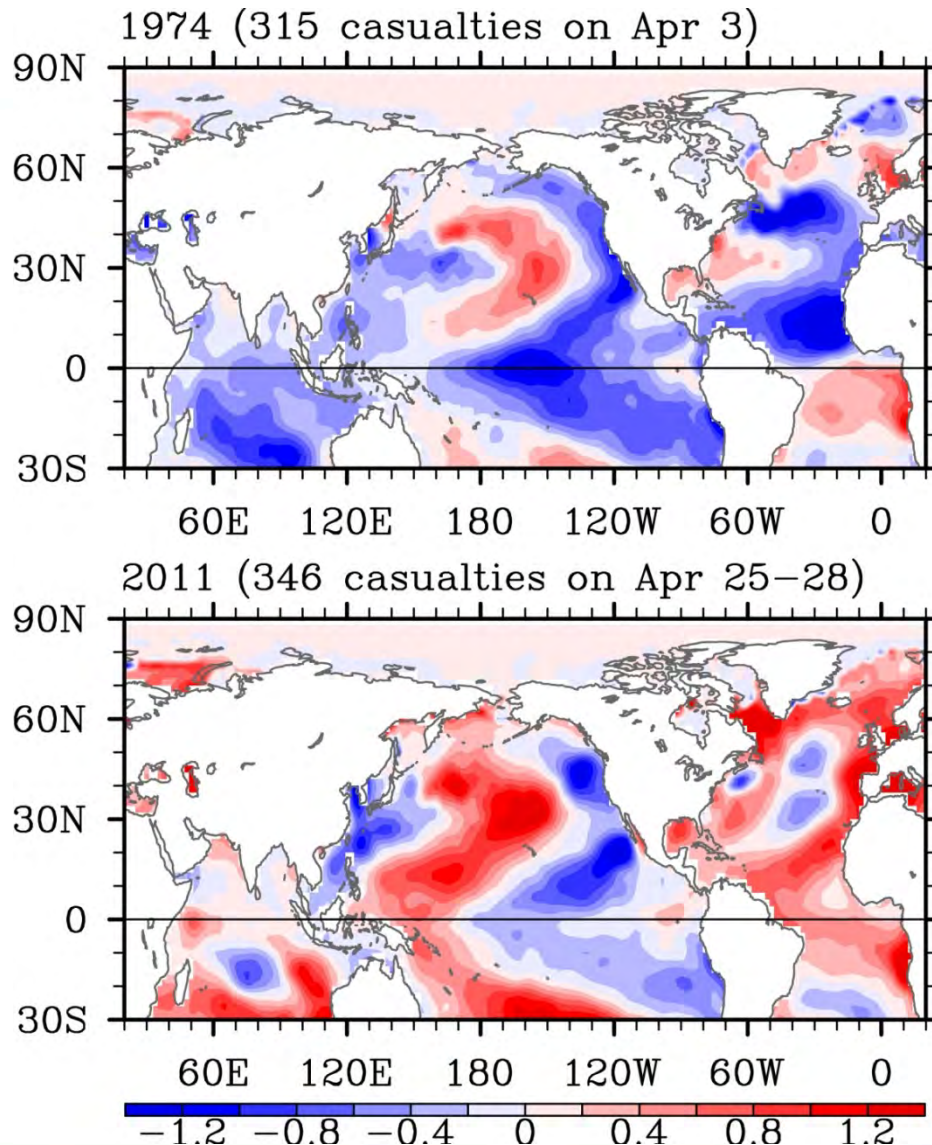 1974 (315 casualties on Apr 3)
90N
60N
30N
0
30S
60E 120E 180 120W 60W 0
2011 (346 casualties on Apr 25−28)
90N
60N
30N
0
30S
60E 120E 180 120W 60W 0
−1.2 −0.8 −0.4 0 0.4 0.8 1.2